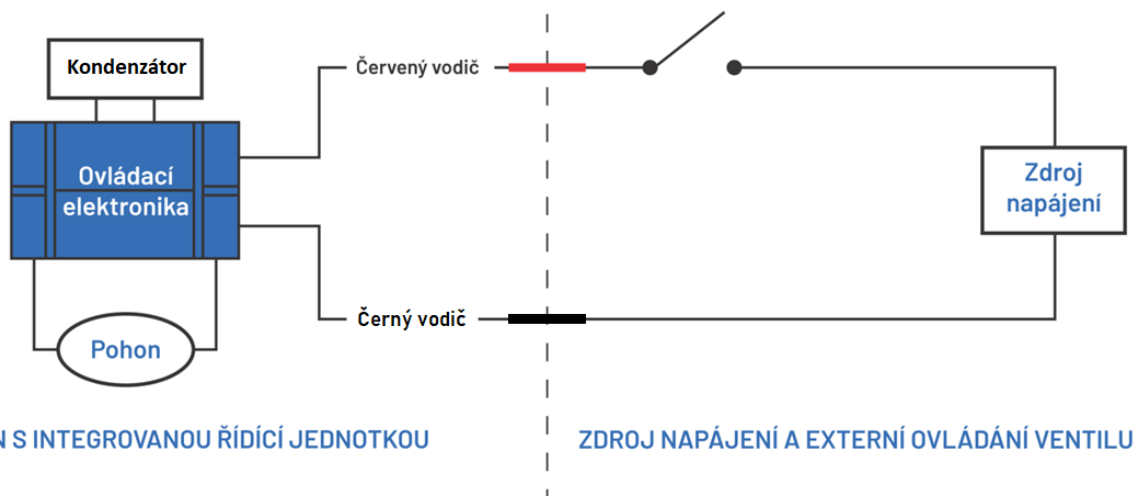 Kondenzátor
Červený vodič
Ovládací
elektronika
Zdroj
napájení
Černý vodič
Pohon
N S INTEGROVANOU ŘÍDÍCÍ JEDNOTKOU
ZDROJ NAPÁJENÍ A EXTERNÍ OVLÁDÁNÍ VENTILU